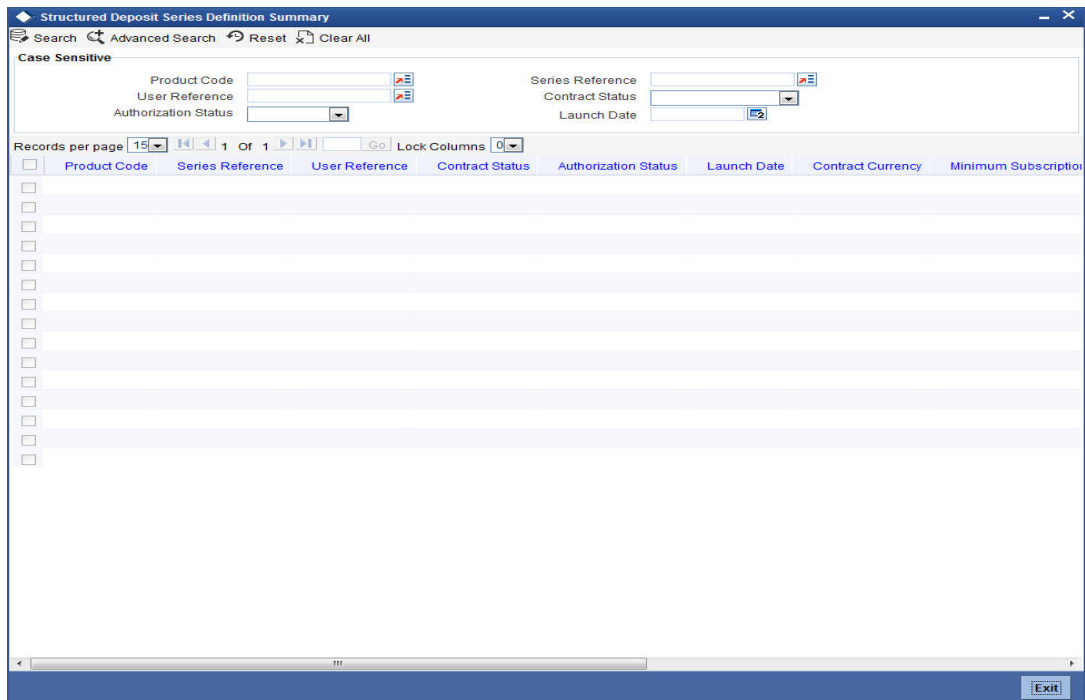 Structured Deposit Series Definition Summary
Search Advanced Search Reset Clear All
Case Sensitive
Product Code Series Reference
User Reference Contract Status
Authorization Status Launch Date
Records per page 15 1 Of 1 Go Lock Columns 0
Product Code Series Reference User Reference Contract Status Authorization Status Launch Date Contract Currency Minimum Subscription
Exit